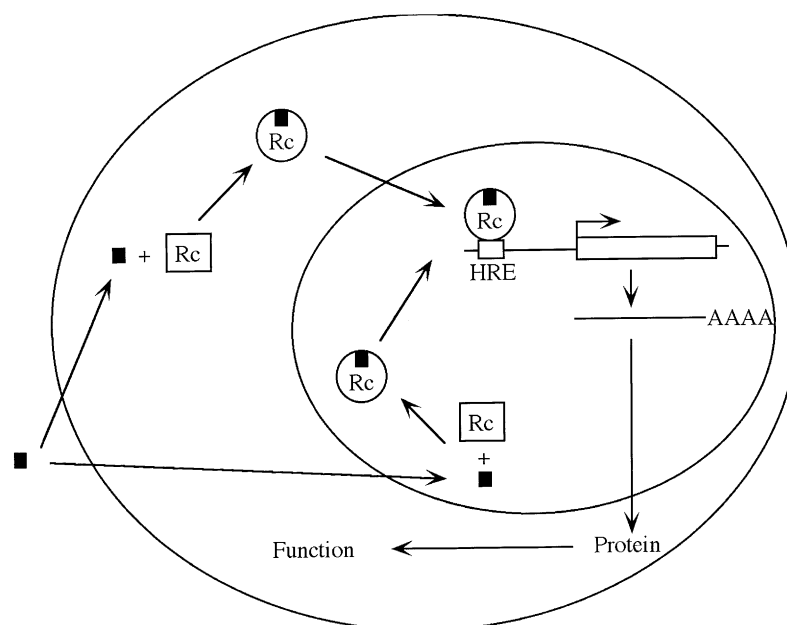 Rc
Rc
+ Rc
HRE
AAAA
Rc
Rc
+
Function
Protein